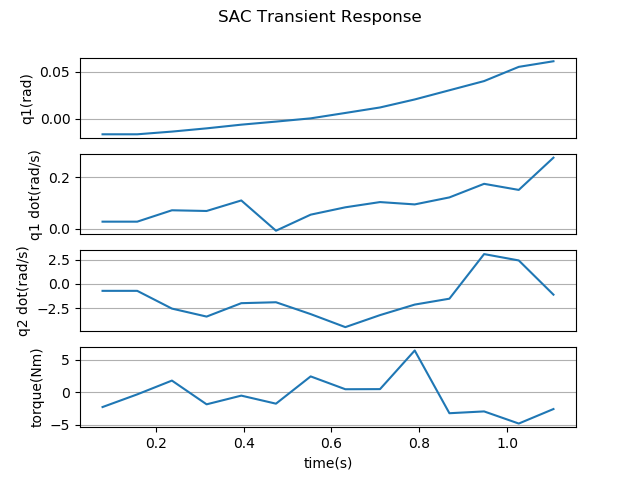 SAC Transient Response
0.05
0.00
q1(rad)
0.2
0.0
q1 dot(rad/s)
2.5
0.0
−2.5
q2 dot(rad/s)
5
0
−5
torque(Nm)
0.2 0.4 0.6 0.8 1.0
time(s)